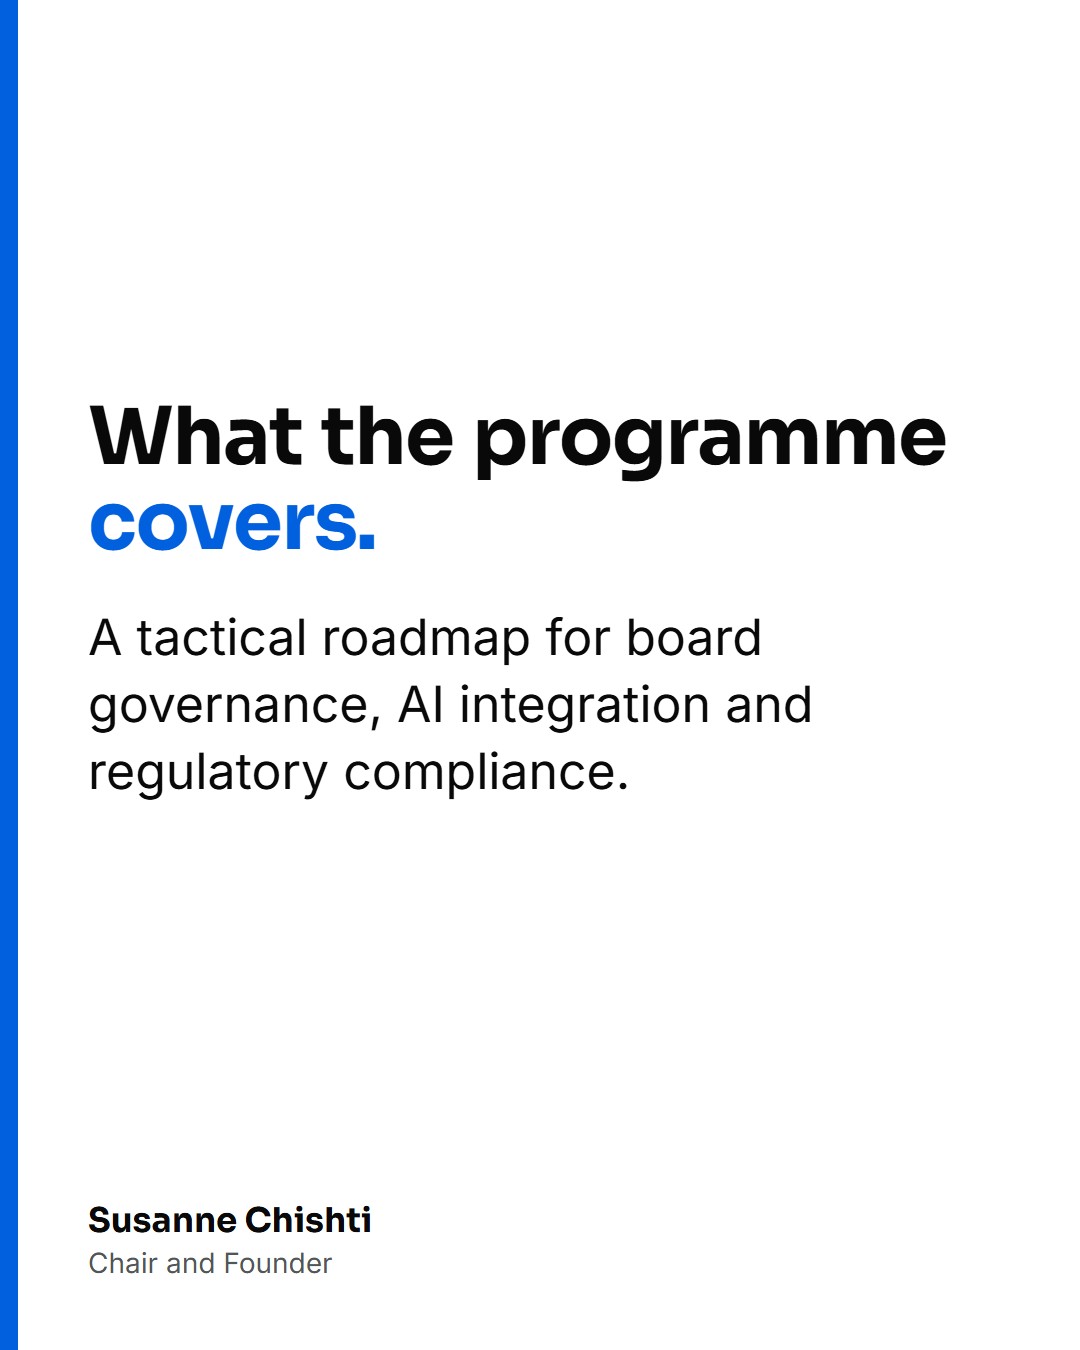 What the programme
covers.
A tactical roadmap for board
governance, AI integration and
regulatory compliance.
Susanne Chishti
Chair and Founder